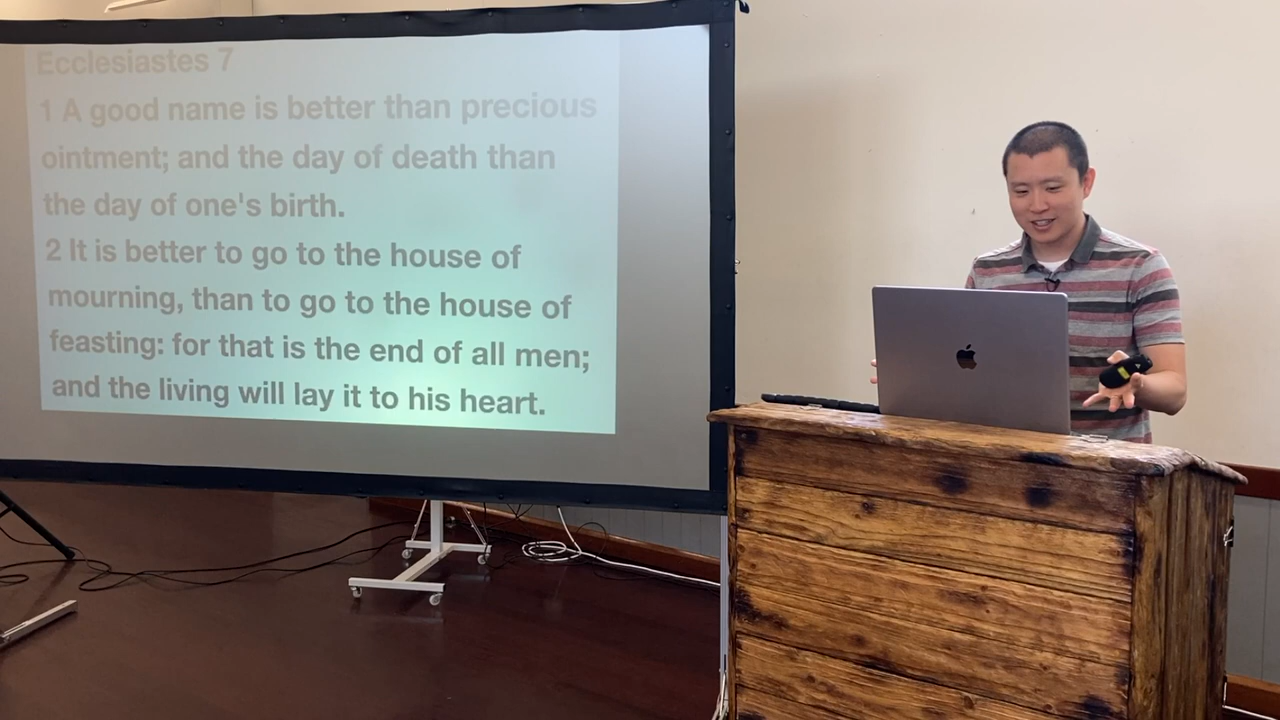 Ecclesiastes 7
1 A good name is better than precious
ointment; and the day of death than
the day of one's birth.
2 It is better to go to the house of
mourning, than to go to the house of
feasting: for that is the end of all men;
and the living will lay it to his heart.